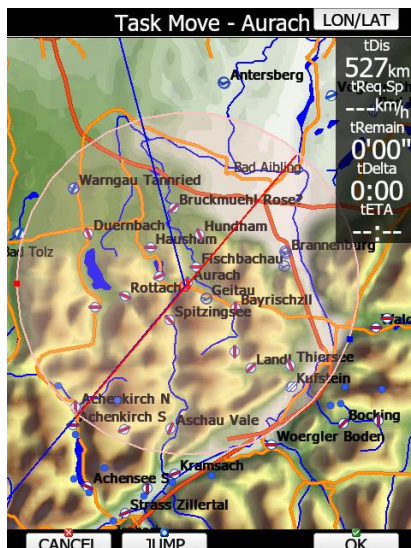 Task Move - Aurach
LON/LAT
tDis
527km
tReq.Sp
---km/h
tRemain
0'00"
tDelta
0:00
tETA
--:--
Antersberg
Bad Aibling
Warngau Tannried
Bruckmuehl Rose?
Duernbach
Hundham
Hausham
Brannenburg
Bad Tolz
Fischbachau
Aurach
Rottach
Geitau
Bayrischzll
Spitzingsee
Landl
Thiersee
Kufstein
Achenkirch N
Achenkirch S
Aschau Vale
Bocking
Woergler Boden
Kramsach
Achensee S
Strass Zillertal
CANCEL
JUMP
OK